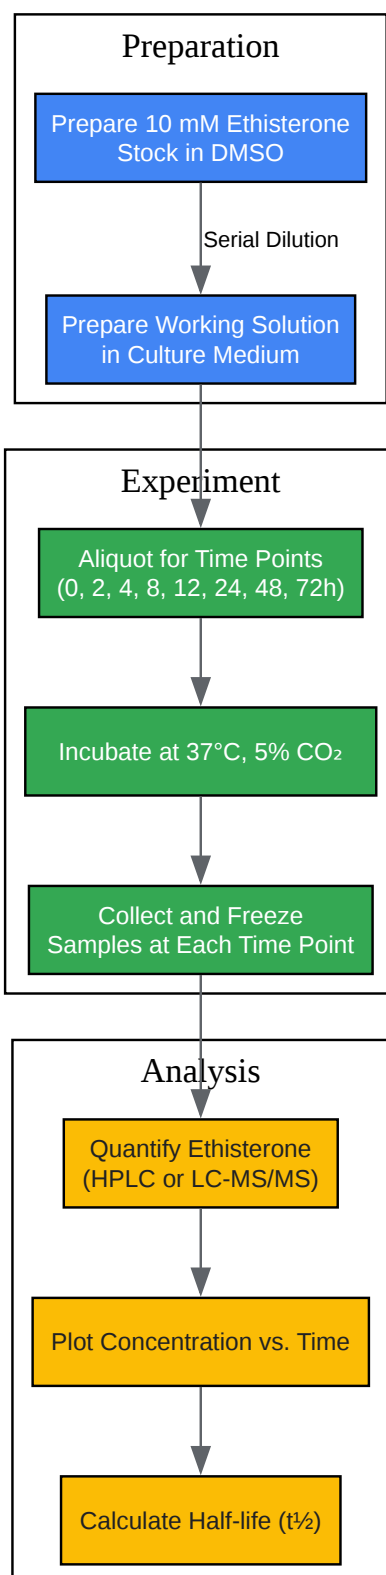 Preparation
Prepare 10 mM Ethisterone
Stock in DMSO
Serial Dilution
Prepare Working Solution
in Culture Medium
Experiment
Aliquot for Time Points
(0, 2, 4, 8, 12, 24, 48, 72h)
Incubate at 37°C, 5% CO₂
Collect and Freeze
Samples at Each Time Point
Analysis
Quantify Ethisterone
(HPLC or LC-MS/MS)
Plot Concentration vs. Time
Calculate Half-life (t½)